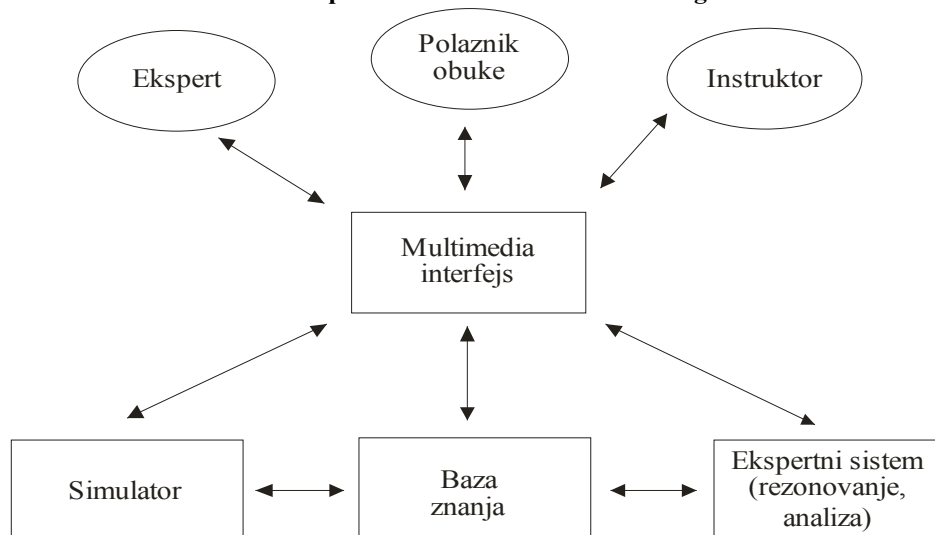 Polaznik
obuke
Ekspert
Instruktor
Multimedia
interfejs
Simulator
Baza
znanja
Ekspertni sistem
(rezonovanje,
analiza)